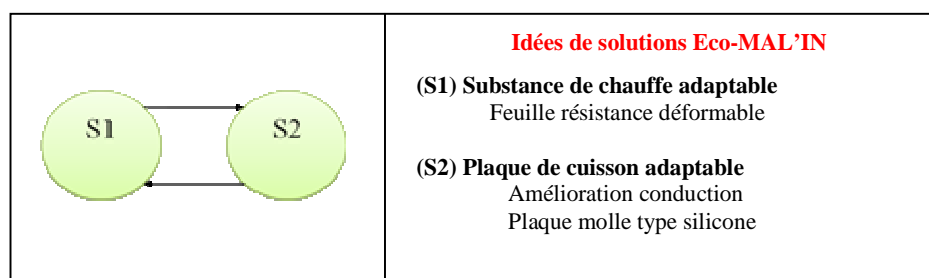 S1
S2
Idées de solutions Eco-MAL'IN
(S1) Substance de chauffe adaptable
Feuille résistance déformable
(S2) Plaque de cuisson adaptable
Amélioration conduction
Plaque molle type silicone